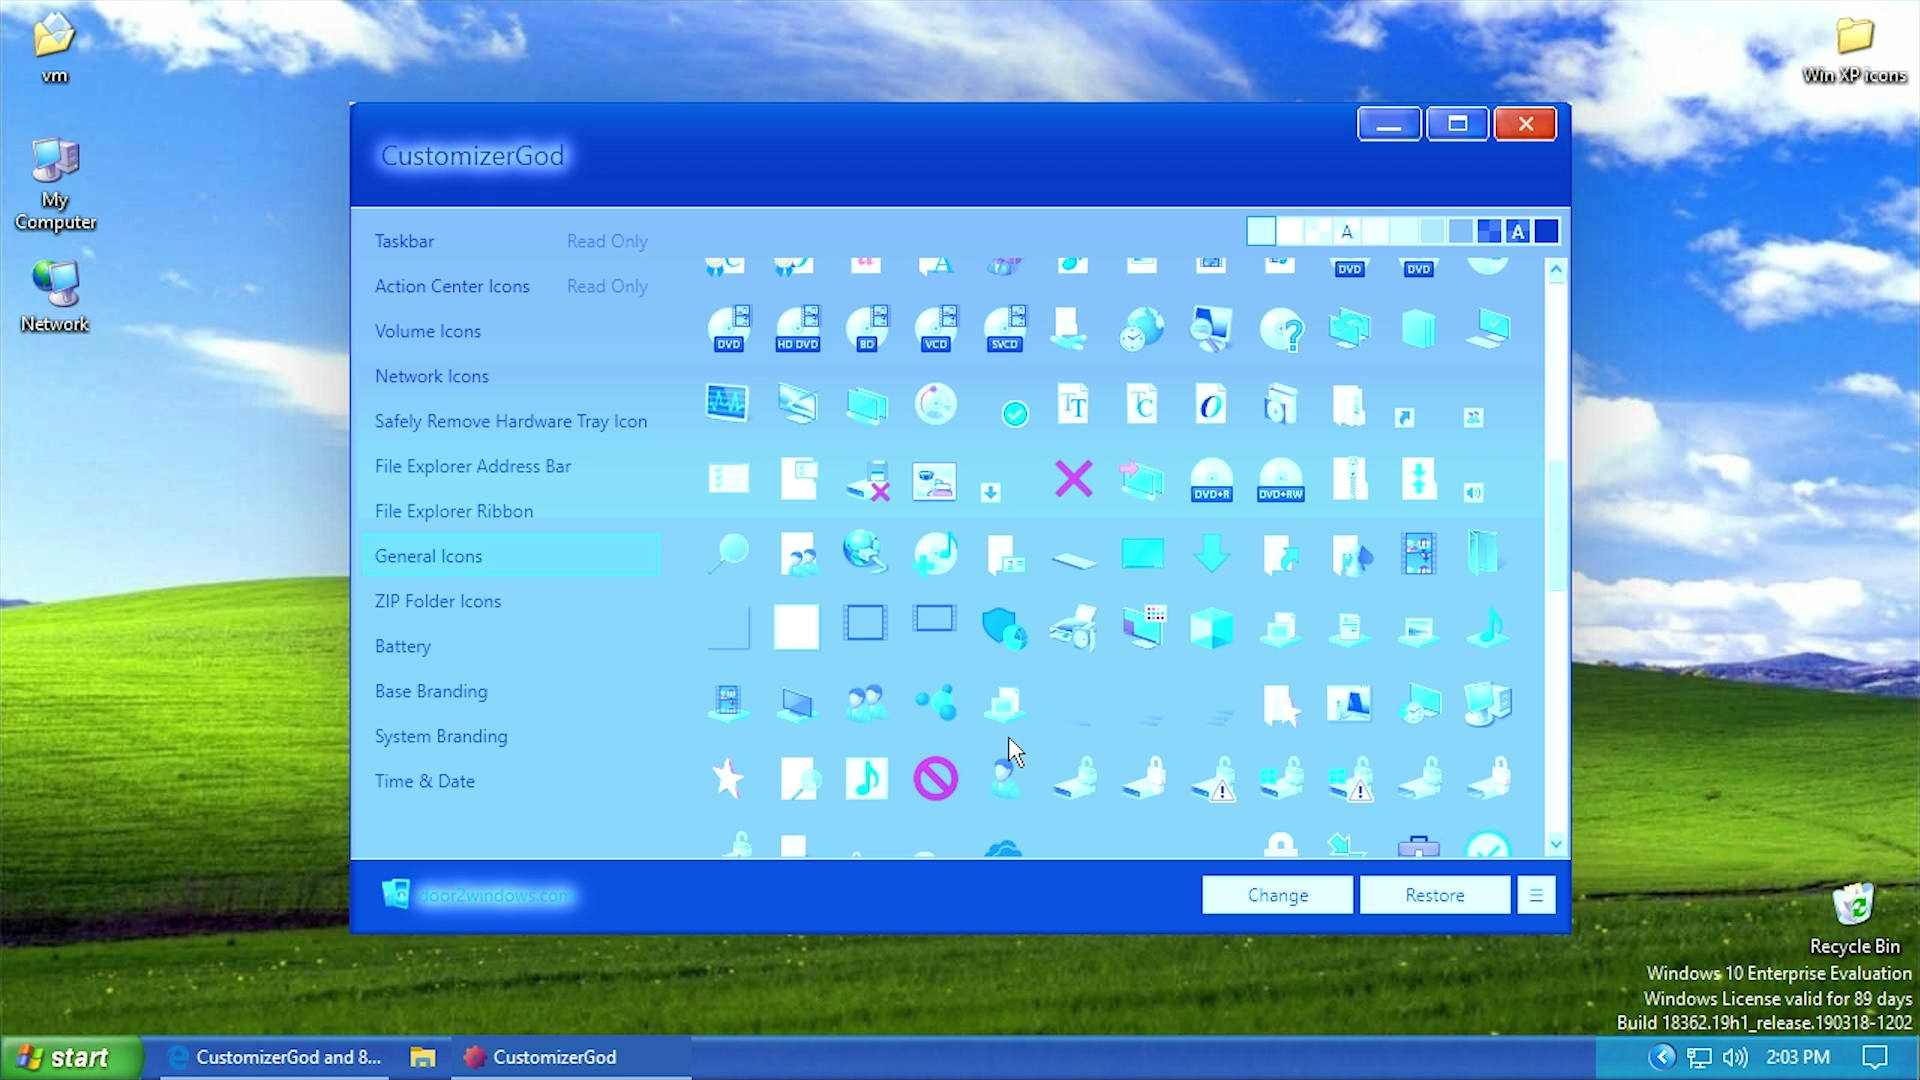 vm
Win XP icons
My
Computer
Network
CustomizerGod
Taskbar Read Only
Action Center Icons Read Only
Volume Icons
Network Icons
Safely Remove Hardware Tray Icon
File Explorer Address Bar
File Explorer Ribbon
General Icons
ZIP Folder Icons
Battery
Base Branding
System Branding
Time & Date
A A
DVD DVD
DVD HD DVD BD VCD SVCD
DVD+R DVD+RW
door2windows.com
Change Restore
Recycle Bin
Windows 10 Enterprise Evaluation
Windows License valid for 89 days
Build 18362.19h1_release.190318-1202
start CustomizerGod and 8... CustomizerGod 2:03 PM